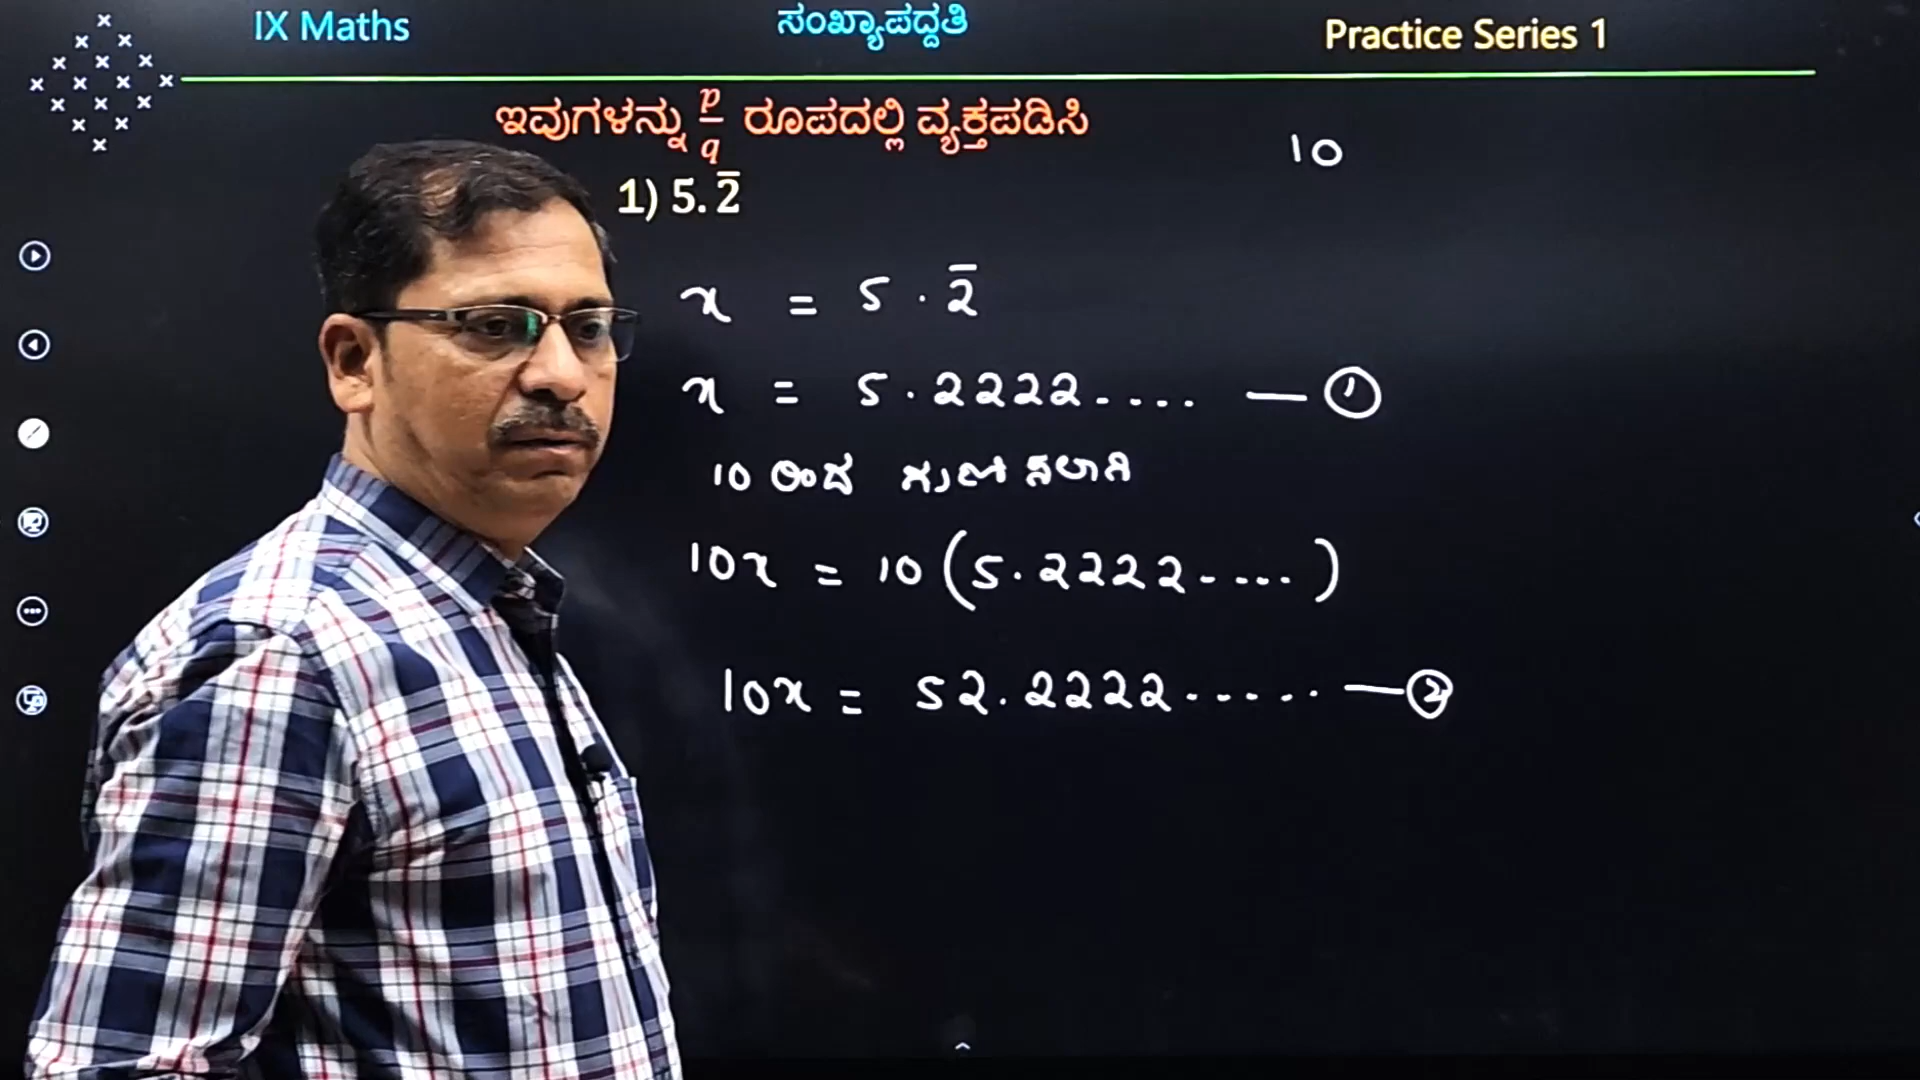 IX Maths
ಸಂಖ್ಯಾಪದ್ದತಿ
Practice Series 1
ಇವುಗಳನ್ನು p/q ರೂಪದಲ್ಲಿ ವ್ಯಕ್ತಪಡಿಸಿ
10
1) 5.2̅
x = 5.2̅
x = 5.2222.... — ①
10 ರಿಂದ ಗುಣಿಸಲಾಗಿ
10x = 10 (5.2222-....)
10x = 52.2222...... — ②